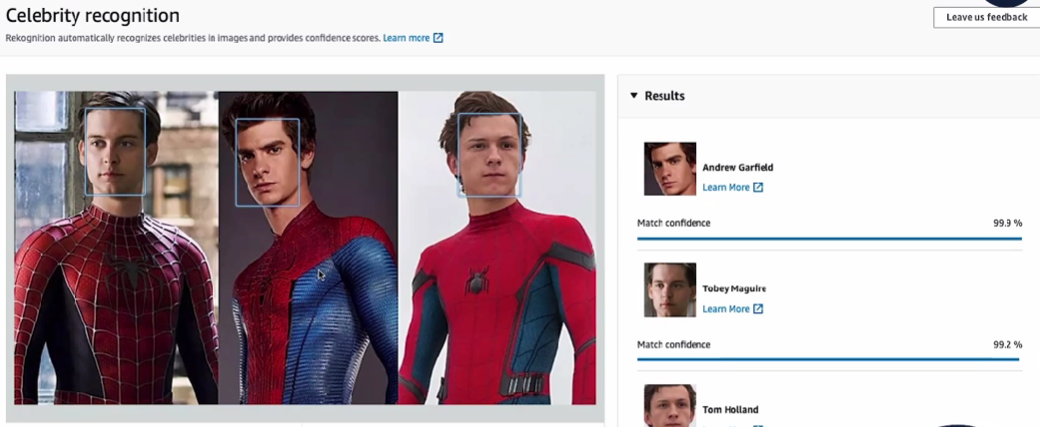 Celebrity recognition
Leave us feedback
Rekognition automatically recognizes celebrities in images and provides confidence scores. Learn more
Results
Andrew Garfield
Learn More
Match confidence
99.9 %
Tobey Maguire
Learn More
Match confidence
99.2 %
Tom Holland